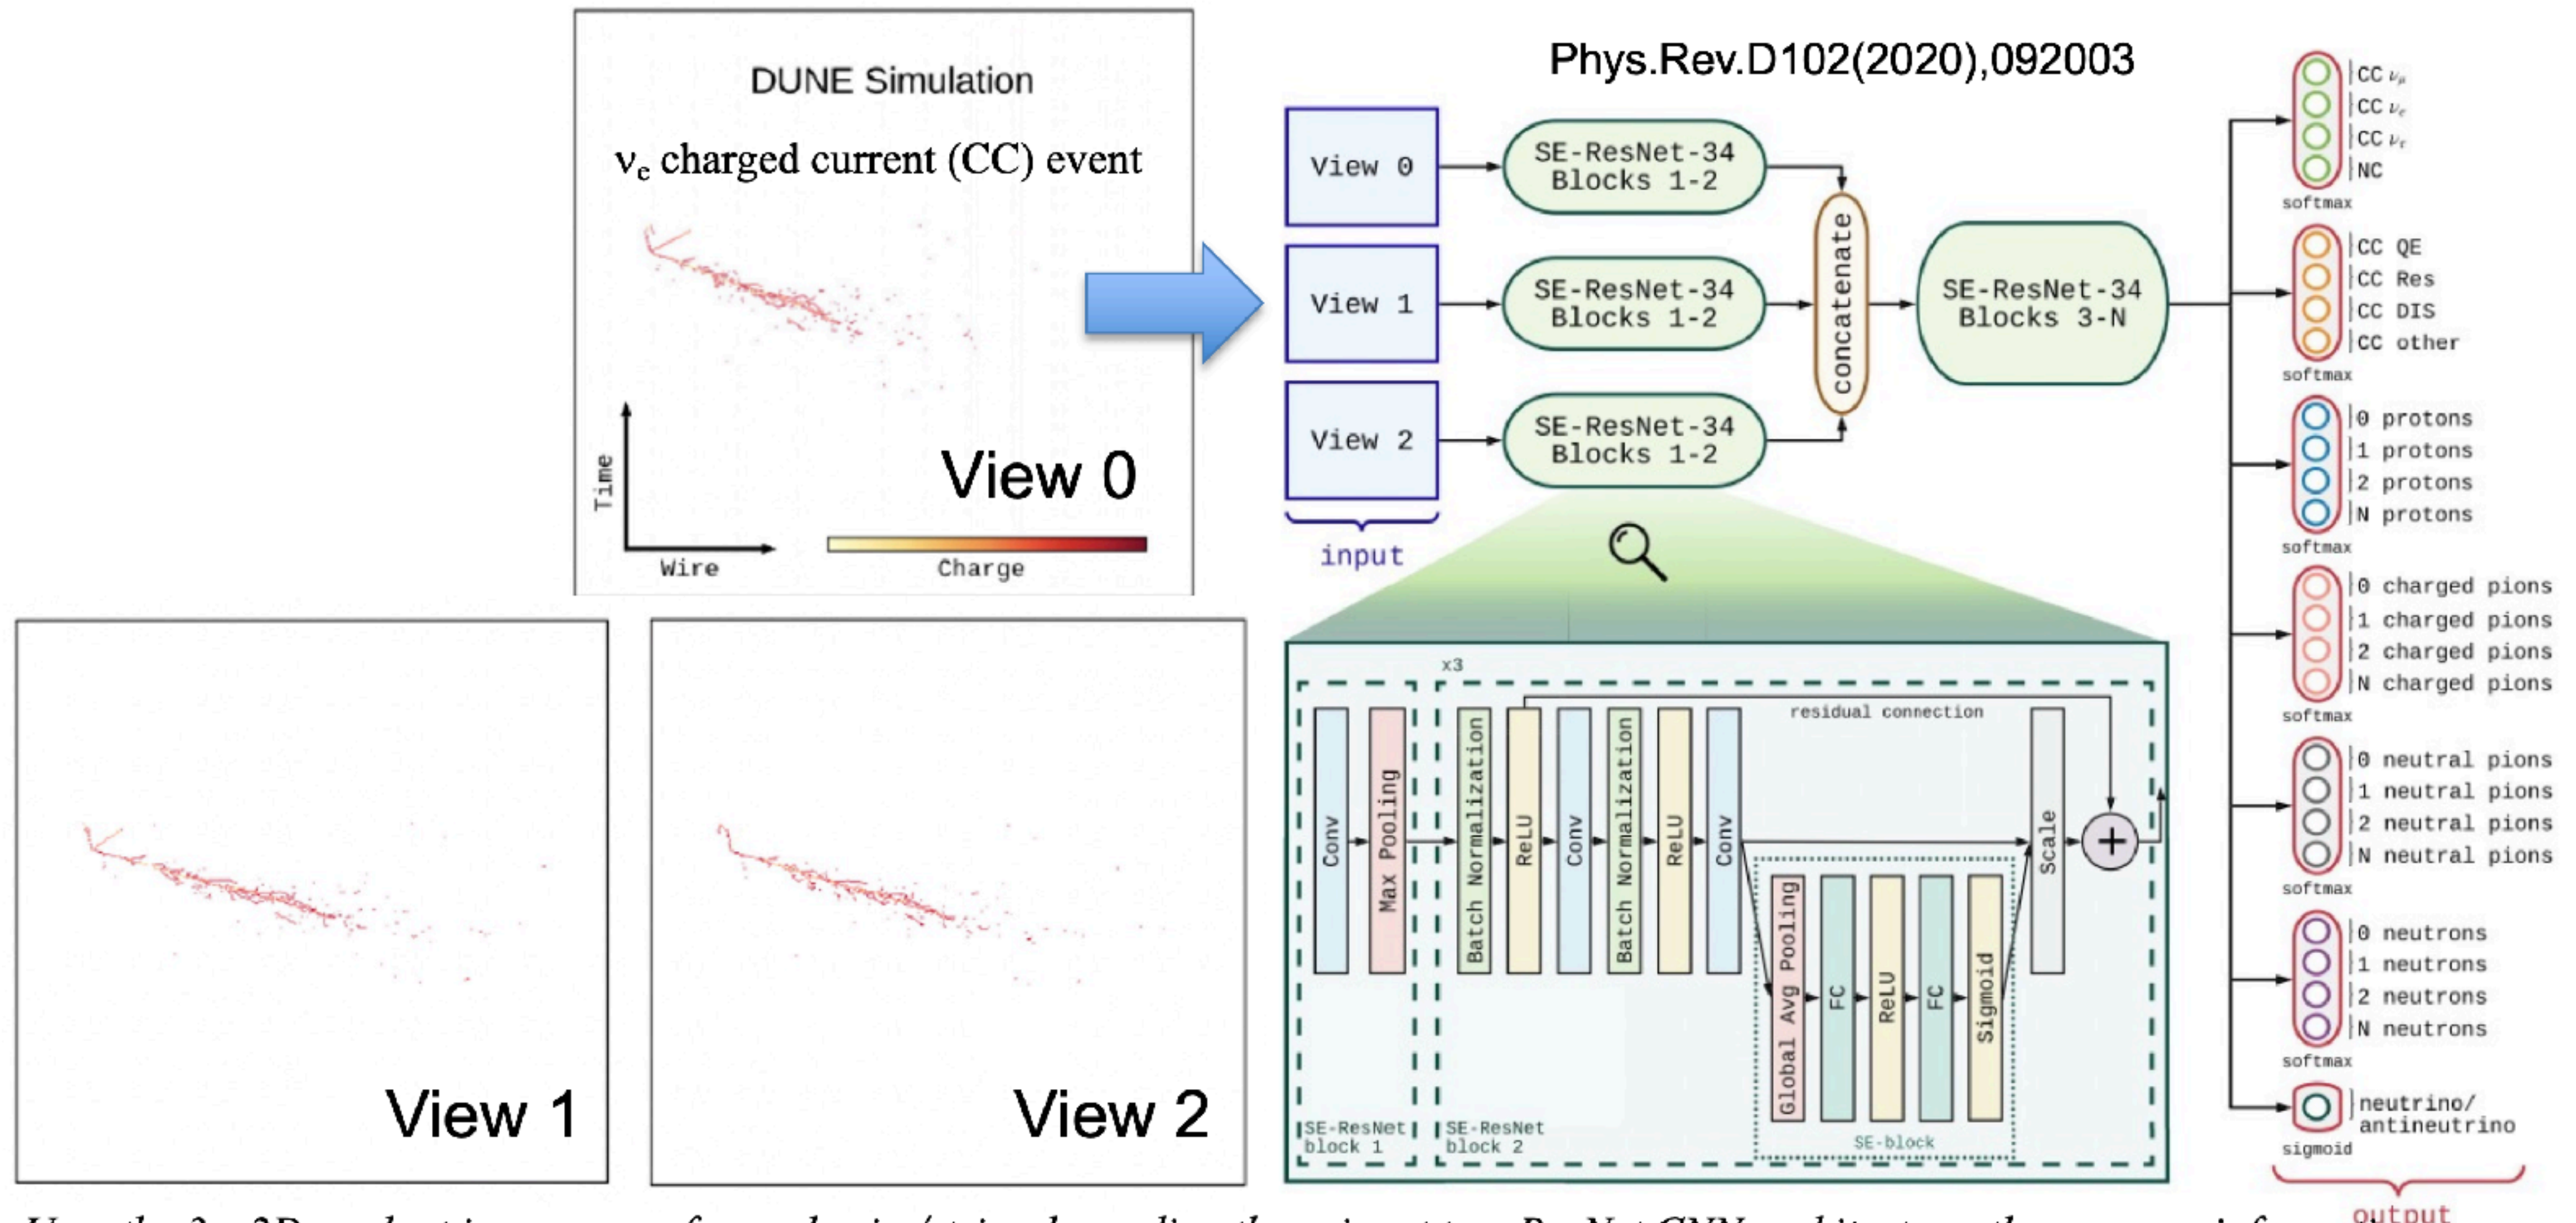 DUNE Simulation
νe charged current (CC) event
Time
Wire
Charge
View 0
View 1
View 2
Phys.Rev.D102(2020),092003
View 0
View 1
View 2
input
SE-ResNet-34
Blocks 1-2
SE-ResNet-34
Blocks 1-2
SE-ResNet-34
Blocks 1-2
concatenate
SE-ResNet-34
Blocks 3-N
x3
residual connection
Conv
Max Pooling
Batch Normalization
ReLU
Conv
Batch Normalization
ReLU
Conv
Global Avg Pooling
FC
ReLU
FC
Sigmoid
Scale
+
SE-block
SE-ResNet
block 1
SE-ResNet
block 2
CC νμ
CC νe
CC ντ
NC
softmax
CC QE
CC Res
CC DIS
CC other
softmax
0 protons
1 protons
2 protons
N protons
softmax
0 charged pions
1 charged pions
2 charged pions
N charged pions
softmax
0 neutral pions
1 neutral pions
2 neutral pions
N neutral pions
softmax
0 neutrons
1 neutrons
2 neutrons
N neutrons
softmax
neutrino/
antineutrino
sigmoid
output